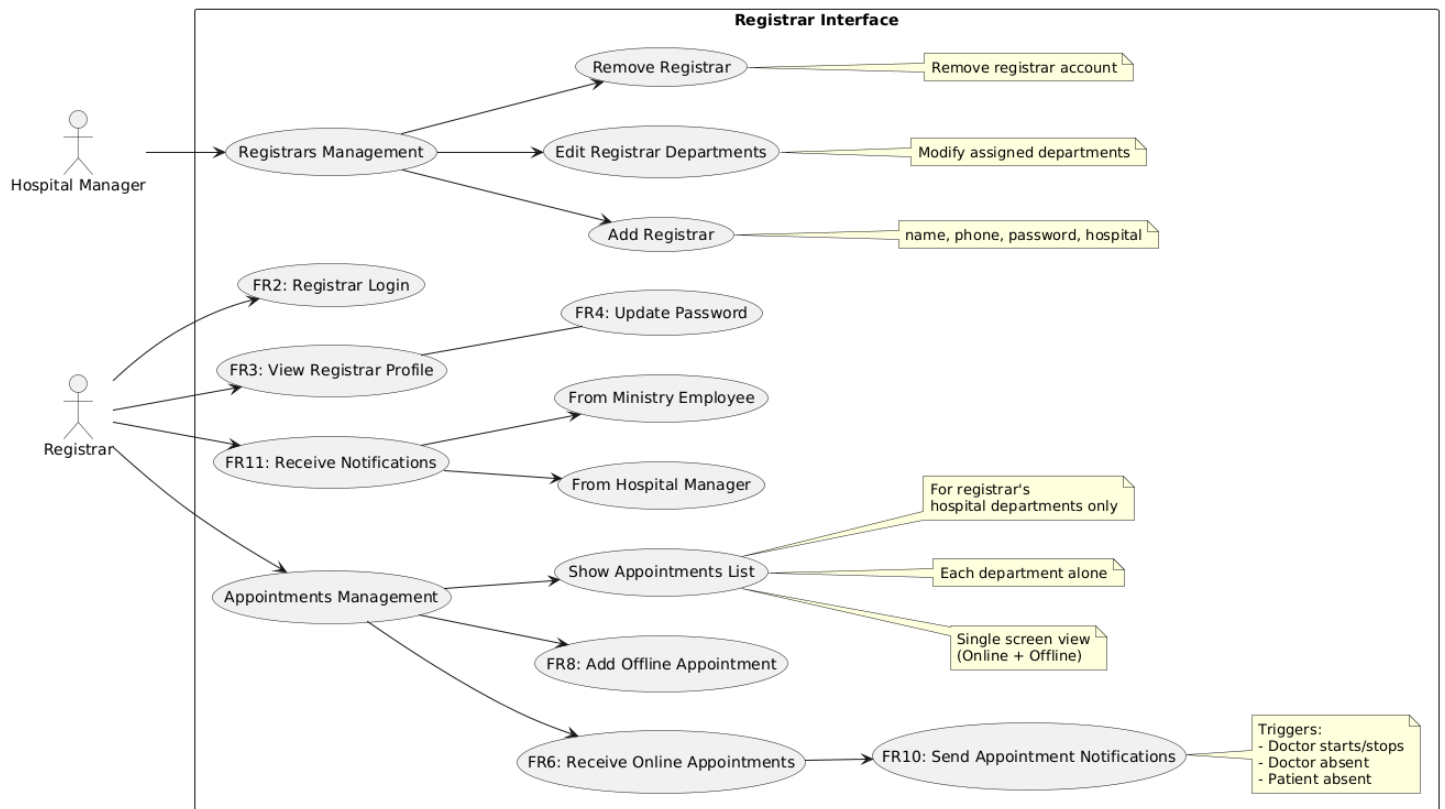 Registrar Interface
Remove Registrar
Remove registrar account
Hospital Manager
Registrars Management
Edit Registrar Departments
Modify assigned departments
Add Registrar
name, phone, password, hospital
FR2: Registrar Login
FR4: Update Password
Registrar
FR3: View Registrar Profile
From Ministry Employee
FR11: Receive Notifications
From Hospital Manager
For registrar's
hospital departments only
Appointments Management
Show Appointments List
Each department alone
Single screen view
(Online + Offline)
FR8: Add Offline Appointment
FR6: Receive Online Appointments
FR10: Send Appointment Notifications
Triggers:
- Doctor starts/stops
- Doctor absent
- Patient absent